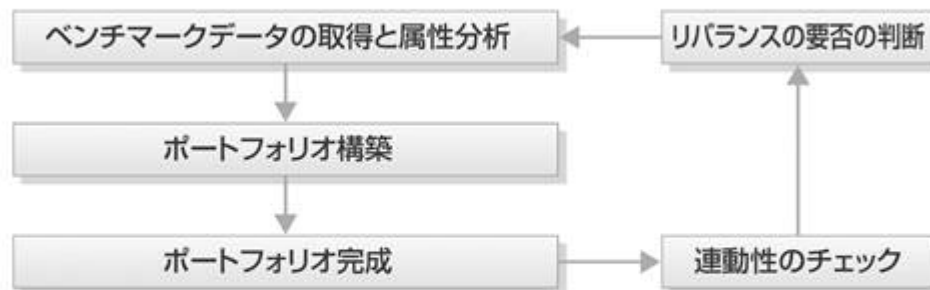 ベンチマークデータの取得と属性分析
リバランスの要否の判断
ポートフォリオ構築
ポートフォリオ完成
連動性のチェック